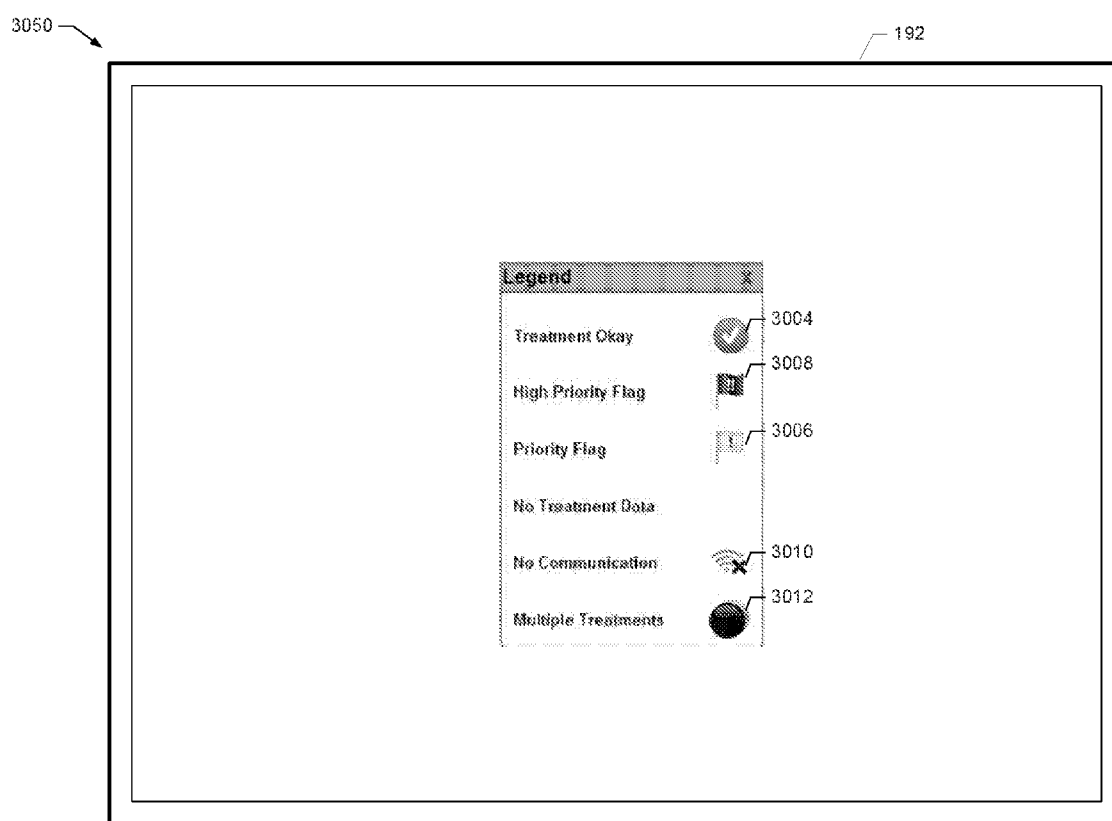 3050
192
Legend x
Treatment Okay
3004
High Priority Flag
3008
Priority Flag
!
3006
No Treatment Data
No Communication
3010
Multiple Treatments
3012